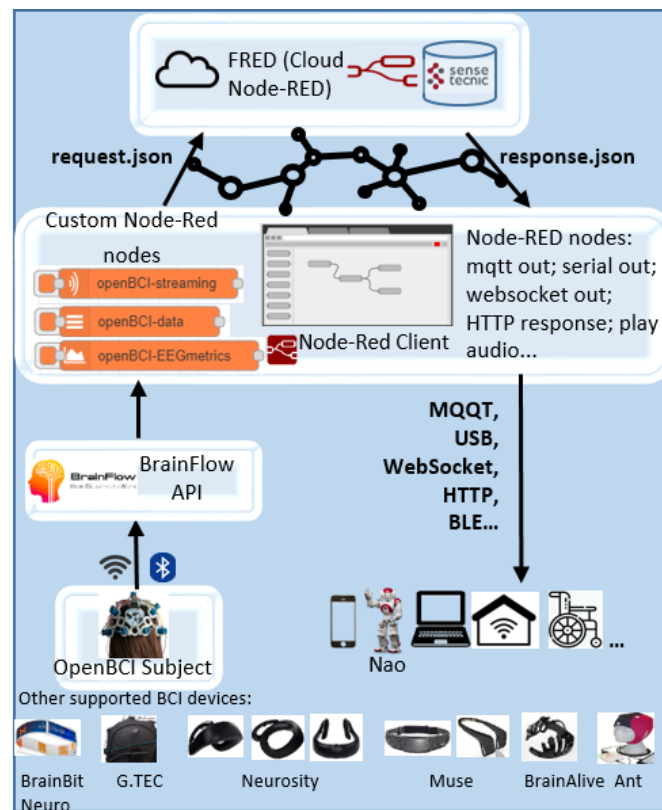 FRED (Cloud
Node-RED)
sense
tecnic
request.json
response.json
Custom Node-Red
nodes
openBCI-streaming
openBCI-data
openBCI-EEGmetrics
Node-Red Client
Node-RED nodes:
mqtt out; serial out;
websocket out;
HTTP response; play
audio...
BrainFlow
BrainFlow
API
MQQT,
USB,
WebSocket,
HTTP,
BLE...
OpenBCI Subject
Nao
...
Other supported BCI devices:
BrainBit
Neuro
G.TEC
Neurosity
Muse
BrainAlive
Ant